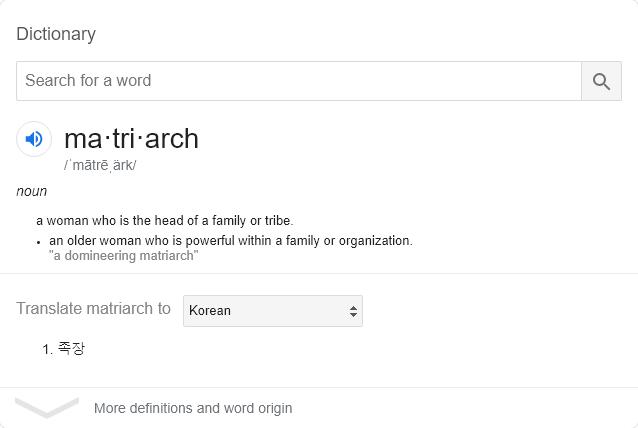 Dictionary
Search for a word
ma·tri·arch
/ˈmātrēˌärk/
noun
a woman who is the head of a family or tribe.
• an older woman who is powerful within a family or organization.
"a domineering matriarch"
Translate matriarch to Korean
1. 족장
More definitions and word origin